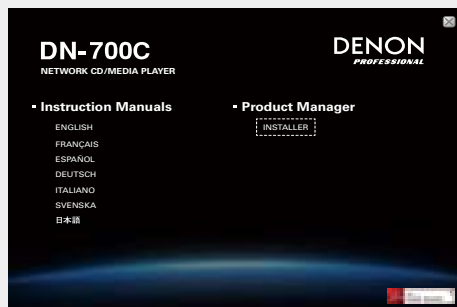 DN-700C
DENON
PROFESSIONAL
NETWORK CD/MEDIA PLAYER
Instruction Manuals
Product Manager
ENGLISH
INSTALLER
FRANÇAIS
ESPAÑOL
DEUTSCH
ITALIANO
SVENSKA
日本語